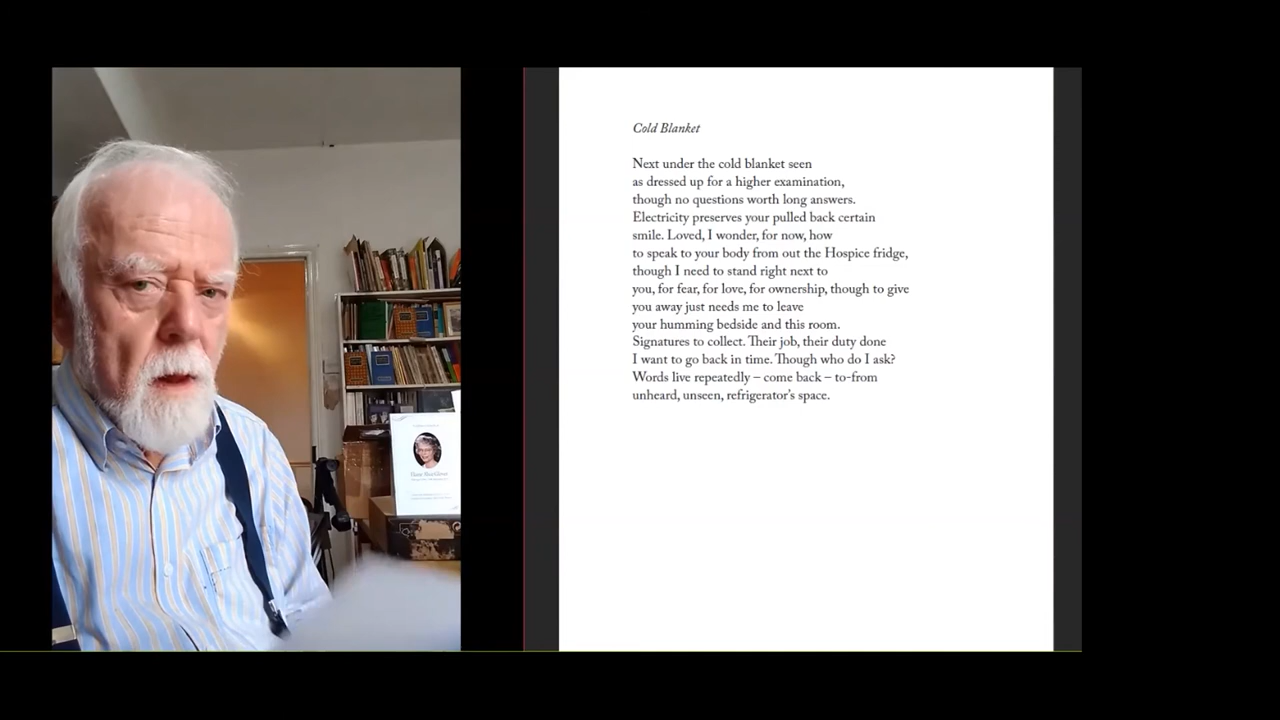 Cold Blanket
Next under the cold blanket seen
as dressed up for a higher examination,
though no questions worth long answers.
Electricity preserves your pulled back certain
smile. Loved, I wonder, for now, how
to speak to your body from out the Hospice fridge,
though I need to stand right next to
you, for fear, for love, for ownership, though to give
you away just needs me to leave
your humming bedside and this room.
Signatures to collect. Their job, their duty done
I want to go back in time. Though who do I ask?
Words live repeatedly – come back – to-from
unheard, unseen, refrigerator's space.